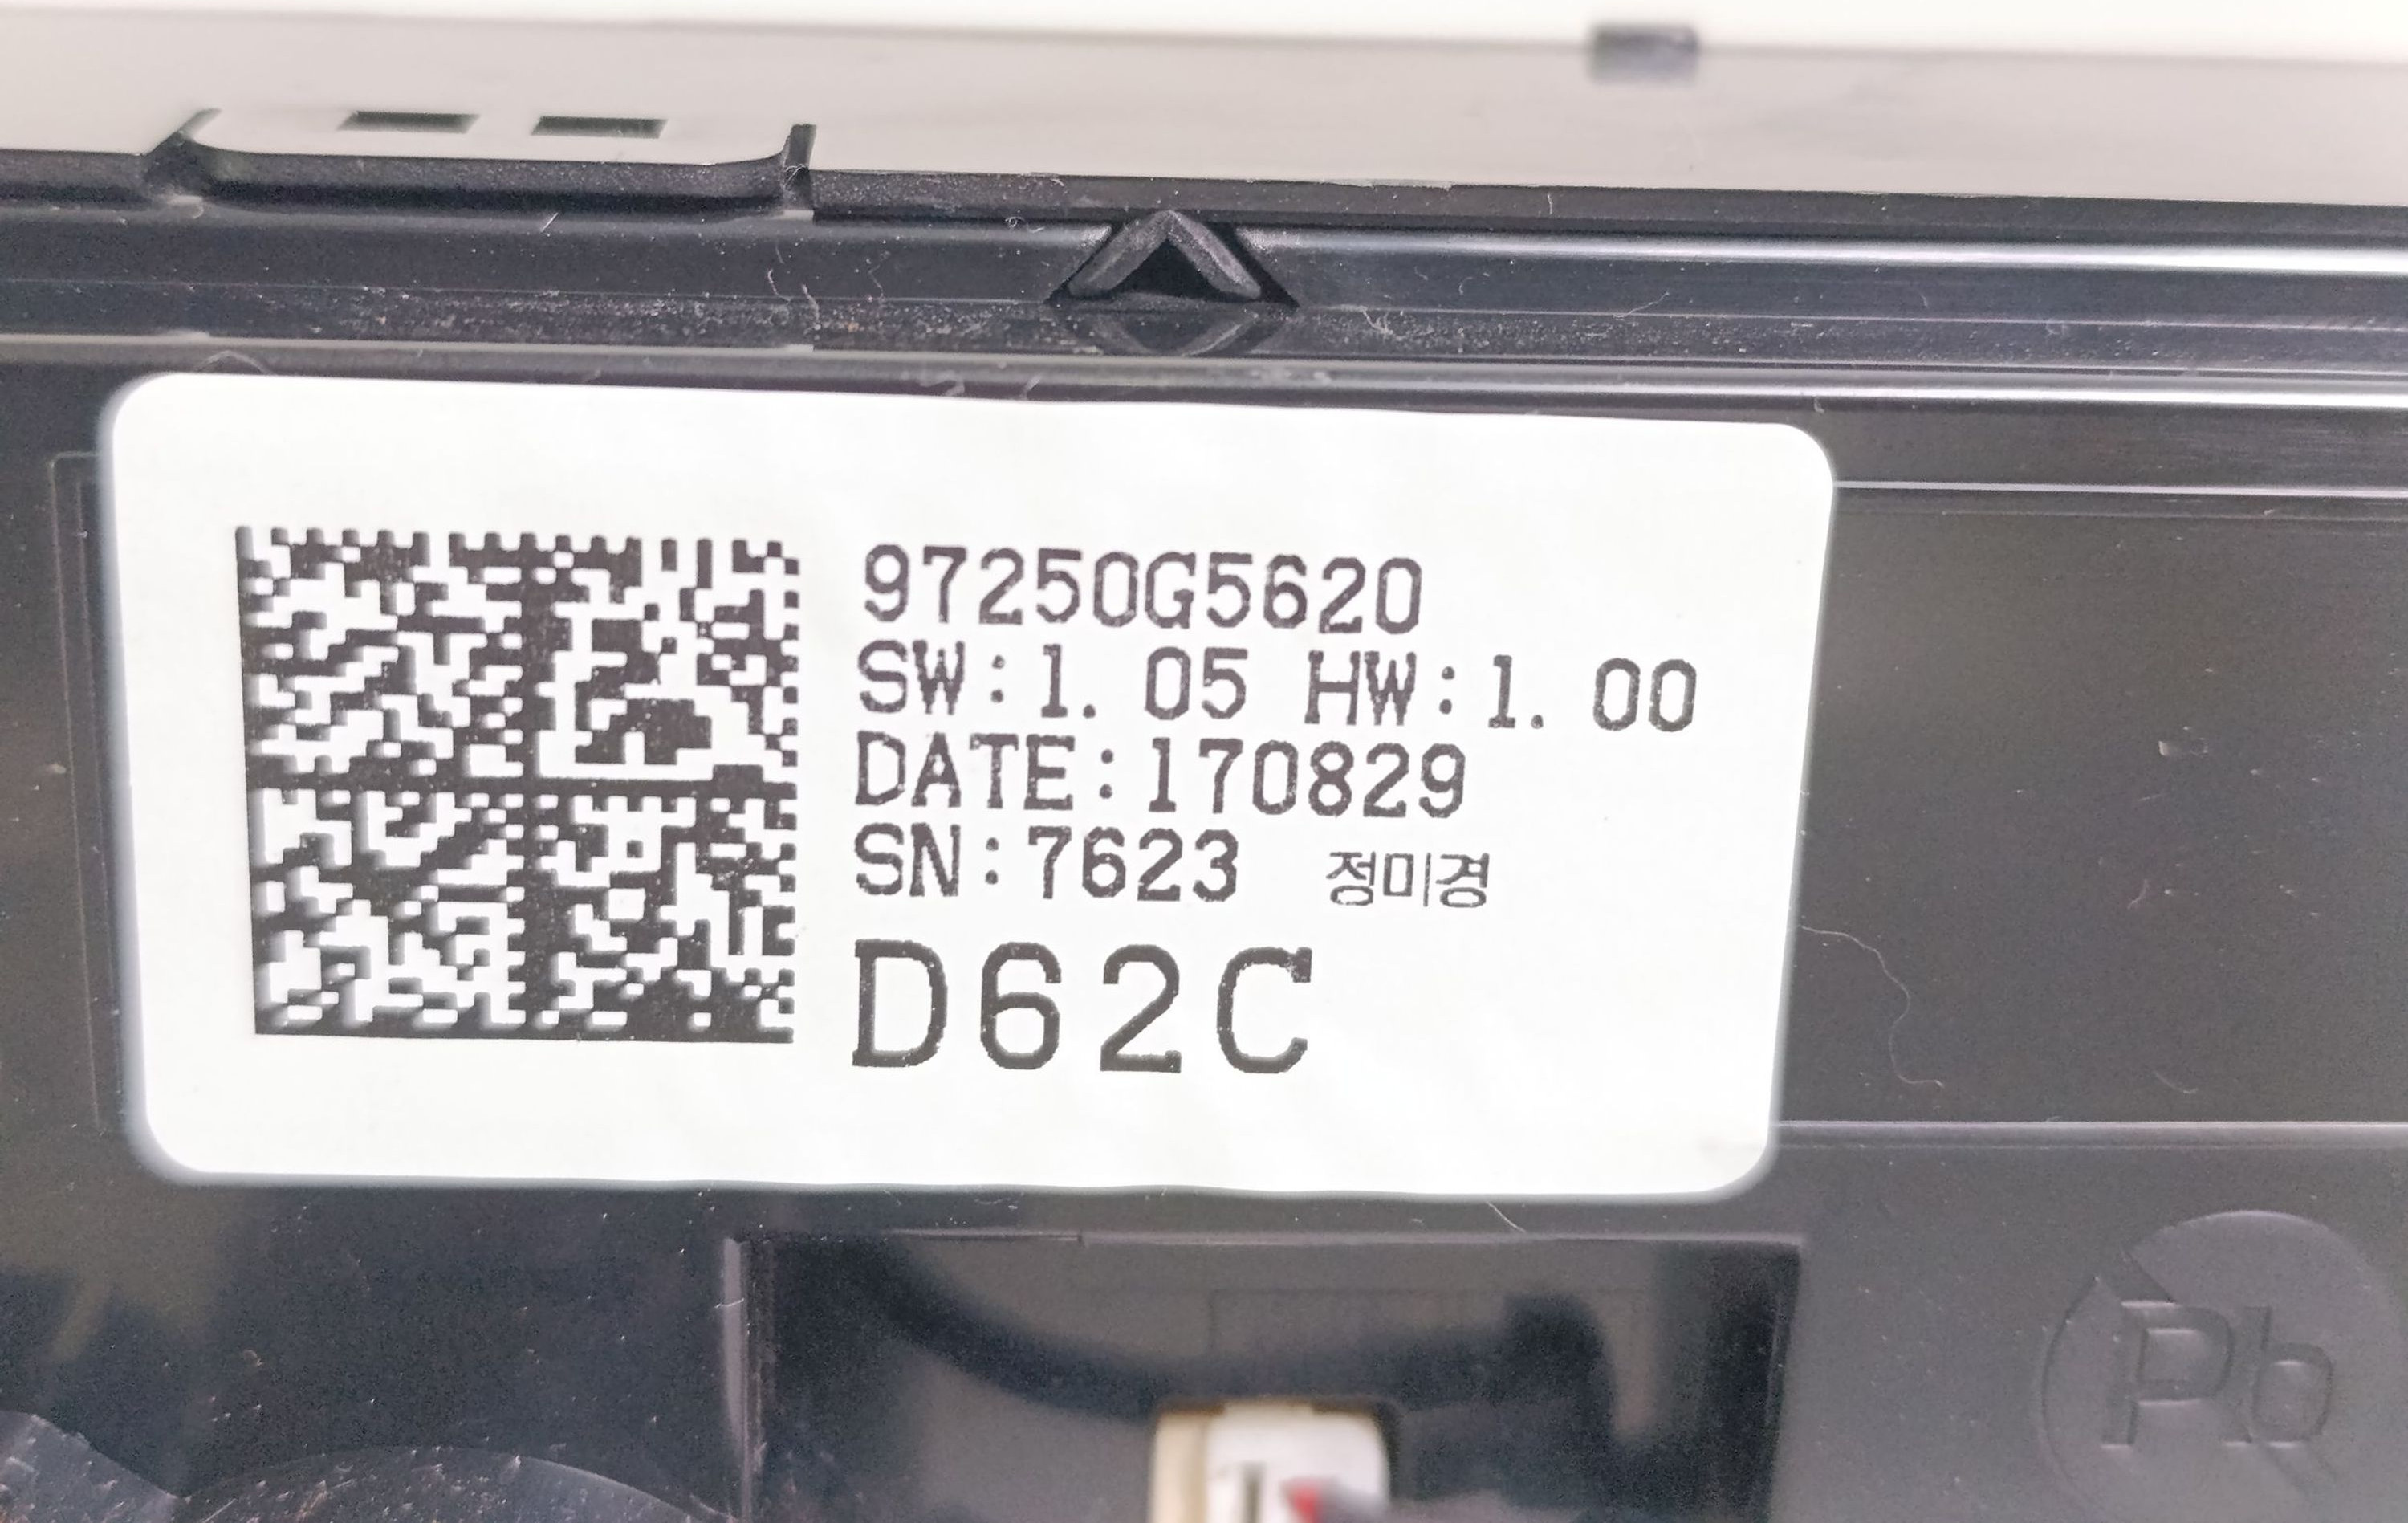 97250G5620
SW:1. 05 HW:1. 00
DATE:170829
SN:7623 정미경
D62C
Pb